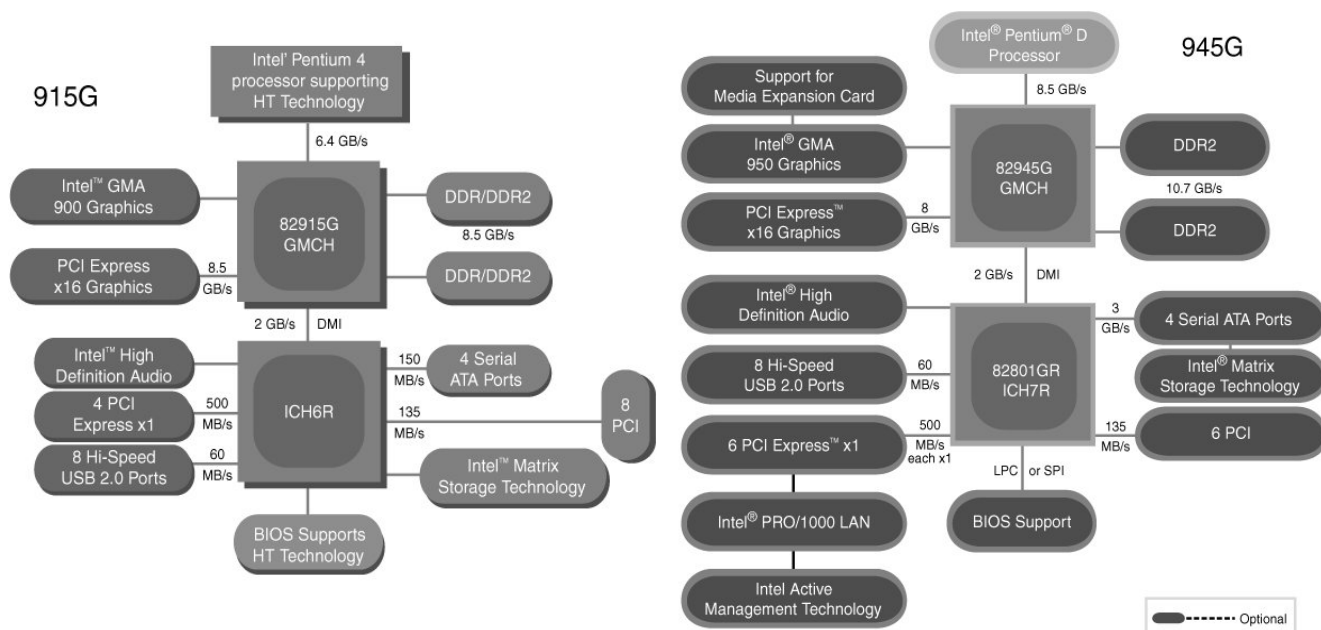 915G
Intel' Pentium 4
processor supporting
HT Technology
6.4 GB/s
Intel™ GMA
900 Graphics
82915G
GMCH
DDR/DDR2
8.5 GB/s
DDR/DDR2
PCI Express
x16 Graphics
8.5
GB/s
2 GB/s
DMI
Intel™ High
Definition Audio
4 PCI
Express x1
500
MB/s
8 Hi-Speed
USB 2.0 Ports
60
MB/s
ICH6R
150
MB/s
4 Serial
ATA Ports
135
MB/s
8
PCI
Intel™ Matrix
Storage Technology
BIOS Supports
HT Technology
945G
Intel® Pentium® D
Processor
8.5 GB/s
Support for
Media Expansion Card
Intel® GMA
950 Graphics
PCI Express™
x16 Graphics
8
GB/s
82945G
GMCH
DDR2
10.7 GB/s
DDR2
2 GB/s
DMI
Intel® High
Definition Audio
8 Hi-Speed
USB 2.0 Ports
60
MB/s
6 PCI Express™ x1
500
MB/s
each x1
Intel® PRO/1000 LAN
Intel Active
Management Technology
82801GR
ICH7R
3
GB/s
4 Serial ATA Ports
Intel® Matrix
Storage Technology
135
MB/s
6 PCI
LPC or SPI
BIOS Support
Optional